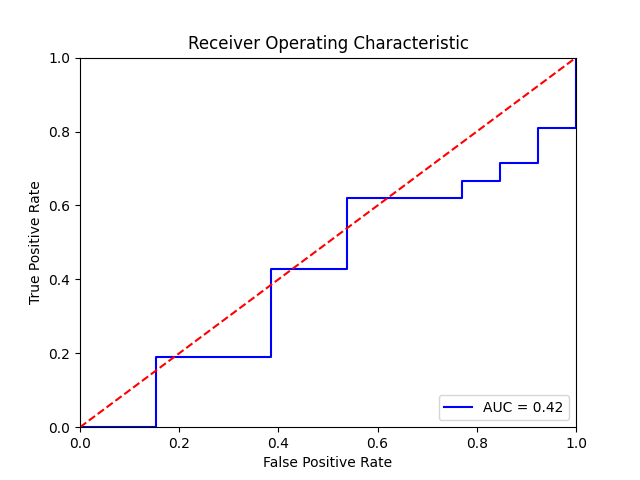 Receiver Operating Characteristic
1.0
0.8
0.6
0.4
0.2
0.0
True Positive Rate
0.0 0.2 0.4 0.6 0.8 1.0
False Positive Rate
AUC = 0.42